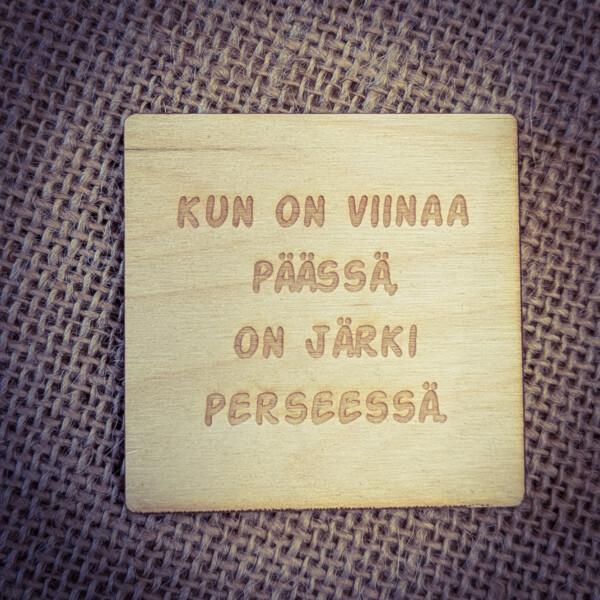 KUN ON VIINAA
PÄÄSSÄ,
ON JÄRKI
PERSEESSÄ.